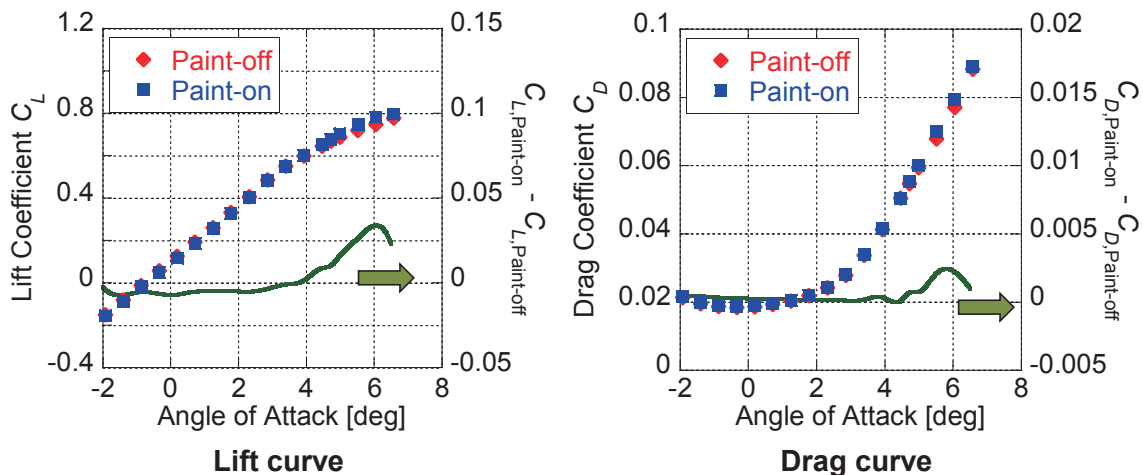 1.2
0.8
0.4
0
-0.4
Lift Coefficient C_L
Paint-off
Paint-on
0.15
0.1
0.05
0
-0.05
C_L,Paint-on - C_L,Paint-off
-2 0 2 4 6 8
Angle of Attack [deg]
Lift curve
0.1
0.08
0.06
0.04
0.02
0
Drag Coefficient C_D
Paint-off
Paint-on
0.02
0.015
0.01
0.005
0
-0.005
C_D,Paint-on - C_D,Paint-off
-2 0 2 4 6 8
Angle of Attack [deg]
Drag curve